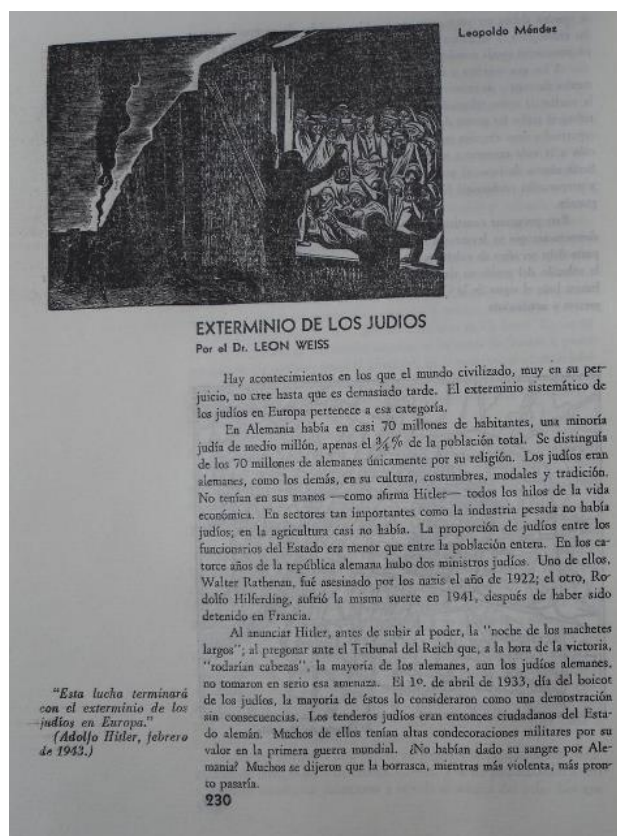 Leopoldo Méndez
EXTERMINIO DE LOS JUDIOS
Por el Dr. LEON WEISS
Hay acontecimientos en los que el mundo civilizado, muy en su per-
juicio, no cree hasta que es demasiado tarde. El exterminio sistemático de
los judíos en Europa pertenece a esa categoría.
En Alemania había en casi 70 millones de habitantes, una minoría
judía de medio millón, apenas el ¾% de la población total. Se distinguía
de los 70 millones de alemanes únicamente por su religión. Los judíos eran
alemanes, como los demás, en su cultura, costumbres, modales y tradición.
No tenían en sus manos —como afirma Hitler— todos los hilos de la vida
económica. En sectores tan importantes como la industria pesada no había
judíos; en la agricultura casi no había. La proporción de judíos entre los
funcionarios del Estado era menor que entre la población entera. En los ca-
torce años de la república alemana hubo dos ministros judíos. Uno de ellos,
Walter Rathenau, fué asesinado por los nazis el año de 1922; el otro, Ro-
dolfo Hilferding, sufrió la misma suerte en 1941, después de haber sido
detenido en Francia.
Al anunciar Hitler, antes de subir al poder, la "noche de los machetes
largos"; al pregonar ante el Tribunal del Reich que, a la hora de la victoria,
"rodarían cabezas", la mayoría de los alemanes, aun los judíos alemanes,
no tomaron en serio esa amenaza. El 1o. de abril de 1933, día del boicot
de los judíos, la mayoría de éstos lo consideraron como una demostración
sin consecuencias. Los tenderos judíos eran entonces ciudadanos del Esta-
do alemán. Muchos de ellos tenían altas condecoraciones militares por su
valor en la primera guerra mundial. ¿No habían dado su sangre por Ale-
mania? Muchos se dijeron que la borrasca, mientras más violenta, más pron-
to pasaría.
"Esta lucha terminará
con el exterminio de los
judíos en Europa."
(Adolfo Hitler, febrero
de 1943.)
230